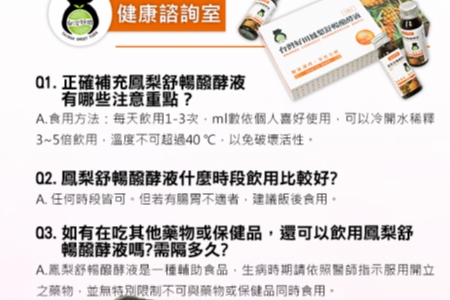 健康諮詢室
台灣好田鳳梨舒暢酸酵液
Q1. 正確補充鳳梨舒暢醱酵液
有哪些注意重點？
A.食用方法：每天飲用1-3次，ml數依個人喜好使用，可以冷開水稀釋
3~5倍飲用，溫度不可超過40 ℃，以免破壞活性。
Q2. 鳳梨舒暢醱酵液什麼時段飲用比較好?
A. 任何時段皆可。但若有腸胃不適者，建議飯後食用。
Q3. 如有在吃其他藥物或保健品，還可以飲用鳳梨舒
暢醱酵液嗎?需隔多久?
A.鳳梨舒暢醱酵液是一種輔助食品，生病時期請依照醫師指示服用開立
之藥物，並無特別限制不可與藥物或保健品同時食用。